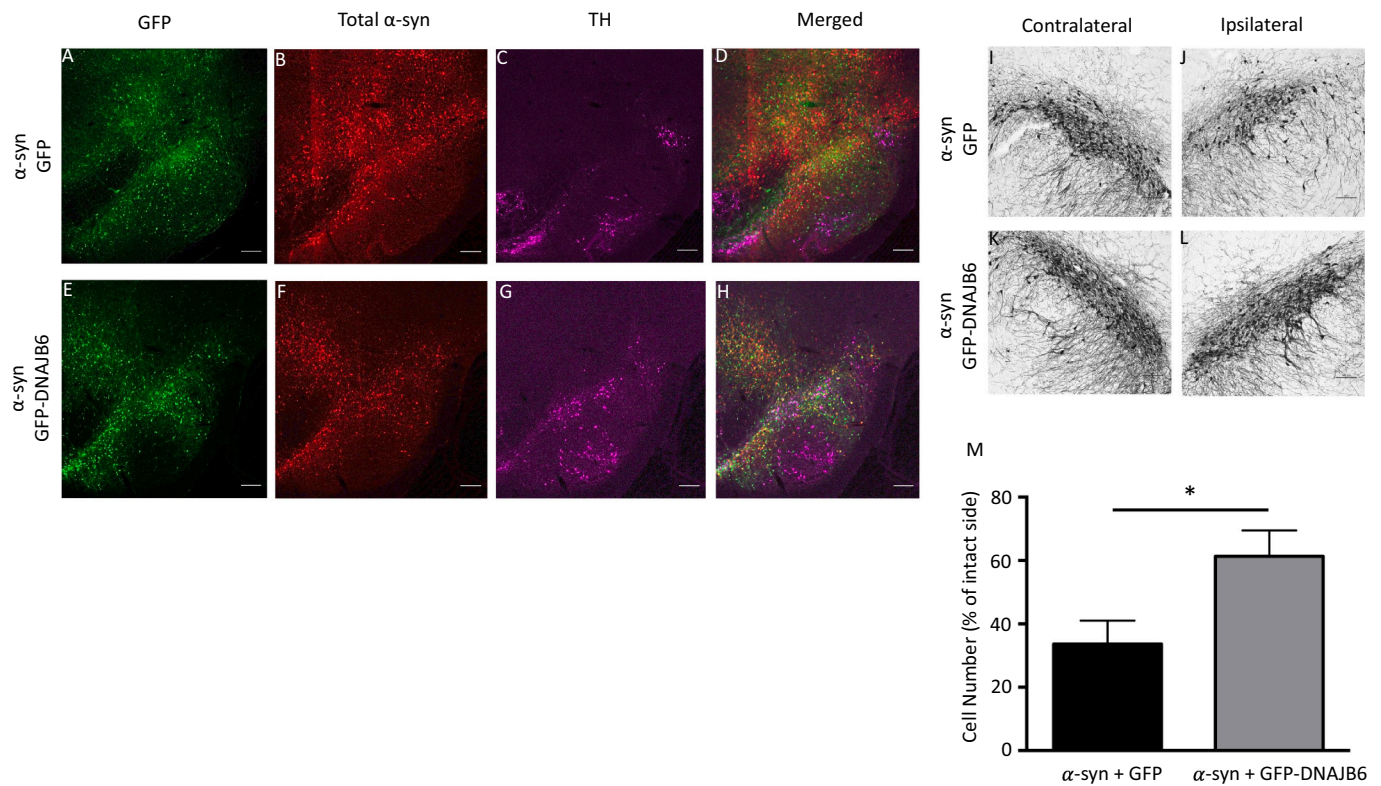 GFP
Total α-syn
TH
Merged
Contralateral
Ipsilateral
α-syn
GFP
A
B
C
D
α-syn
GFP
I
J
α-syn
GFP-DNAJB6
E
F
G
H
α-syn
GFP-DNAJB6
K
L
M
Cell Number (% of intact side)
80
60
40
20
0
*
α-syn + GFP
α-syn + GFP-DNAJB6